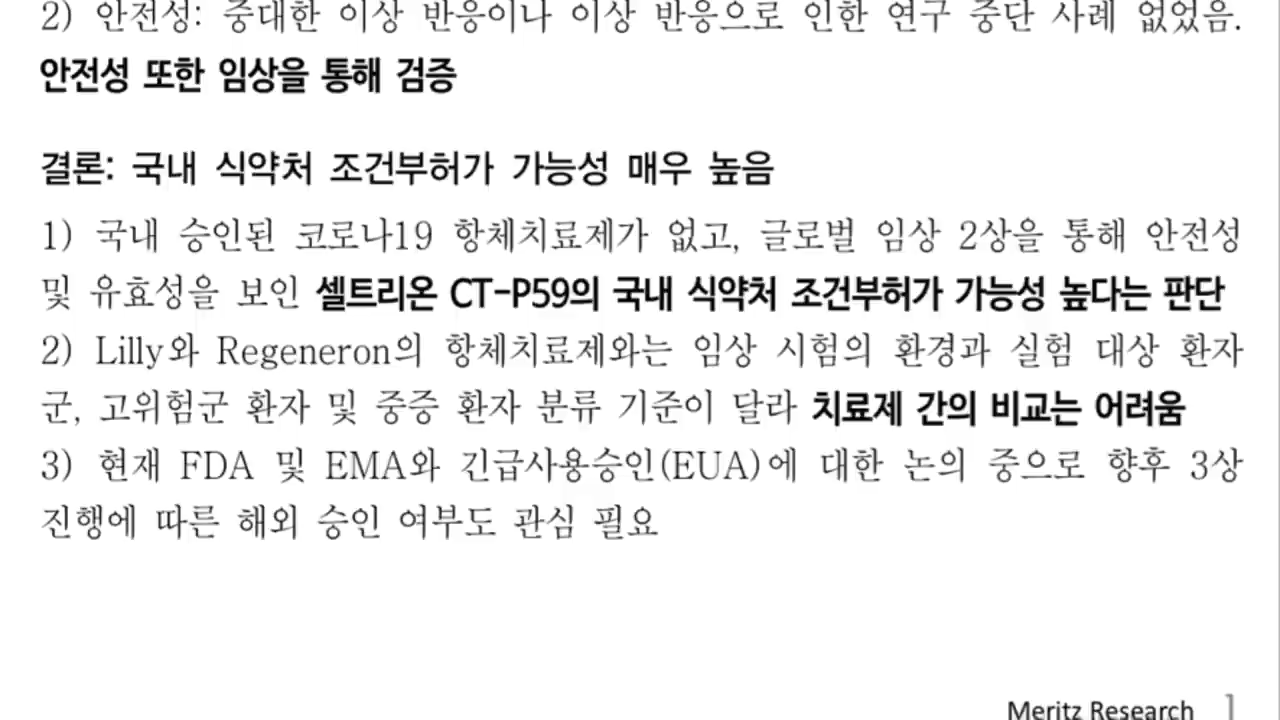 2) 안전성: 중대한 이상 반응이나 이상 반응으로 인한 연구 중단 사례 없었음.
안전성 또한 임상을 통해 검증
결론: 국내 식약처 조건부허가 가능성 매우 높음
1) 국내 승인된 코로나19 항체치료제가 없고, 글로벌 임상 2상을 통해 안전성
및 유효성을 보인 셀트리온 CT-P59의 국내 식약처 조건부허가 가능성 높다는 판단
2) Lilly와 Regeneron의 항체치료제와는 임상 시험의 환경과 실험 대상 환자
군, 고위험군 환자 및 중증 환자 분류 기준이 달라 치료제 간의 비교는 어려움
3) 현재 FDA 및 EMA와 긴급사용승인(EUA)에 대한 논의 중으로 향후 3상
진행에 따른 해외 승인 여부도 관심 필요
Meritz Research 1